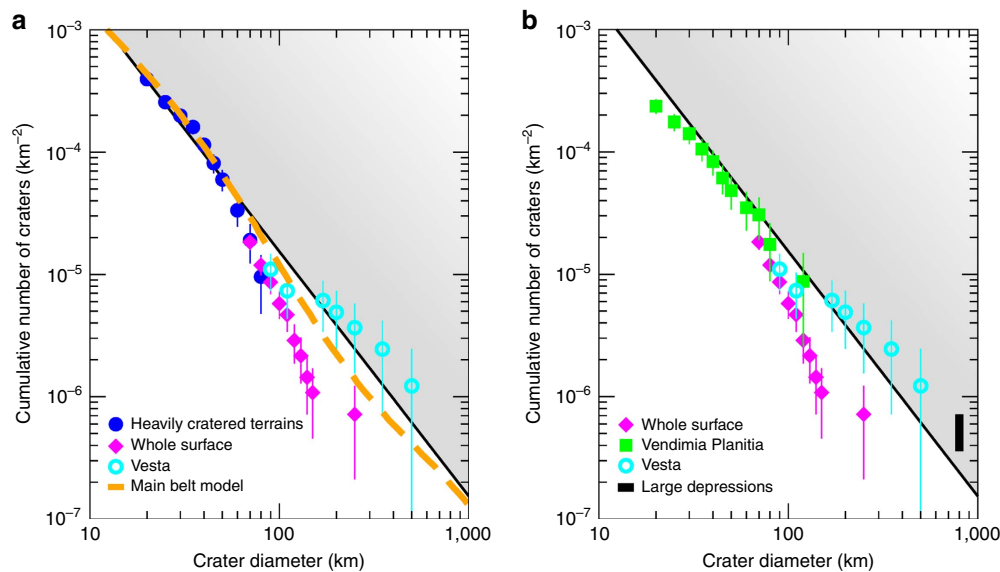 a
Cumulative number of craters (km⁻²)
10⁻³
10⁻⁴
10⁻⁵
10⁻⁶
10⁻⁷
Heavily cratered terrains
Whole surface
Vesta
Main belt model
10
100
1,000
Crater diameter (km)
b
Cumulative number of craters (km⁻²)
10⁻³
10⁻⁴
10⁻⁵
10⁻⁶
10⁻⁷
Whole surface
Vendimia Planitia
Vesta
Large depressions
10
100
1,000
Crater diameter (km)